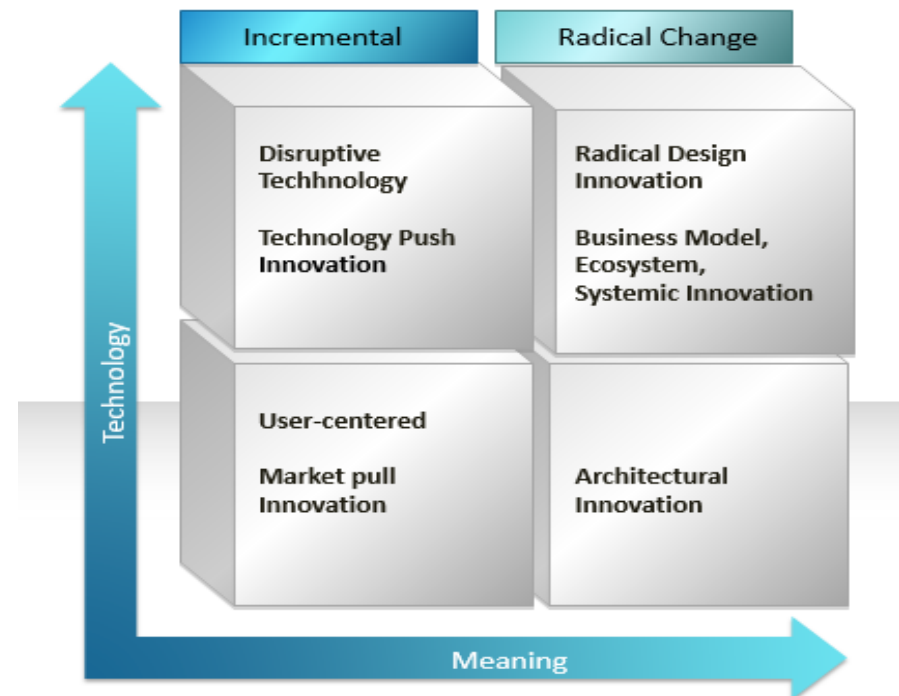 Incremental
Radical Change
Disruptive
Techhnology
Technology Push
Innovation
Radical Design
Innovation
Business Model,
Ecosystem,
Systemic Innovation
Technology
User-centered
Market pull
Innovation
Architectural
Innovation
Meaning